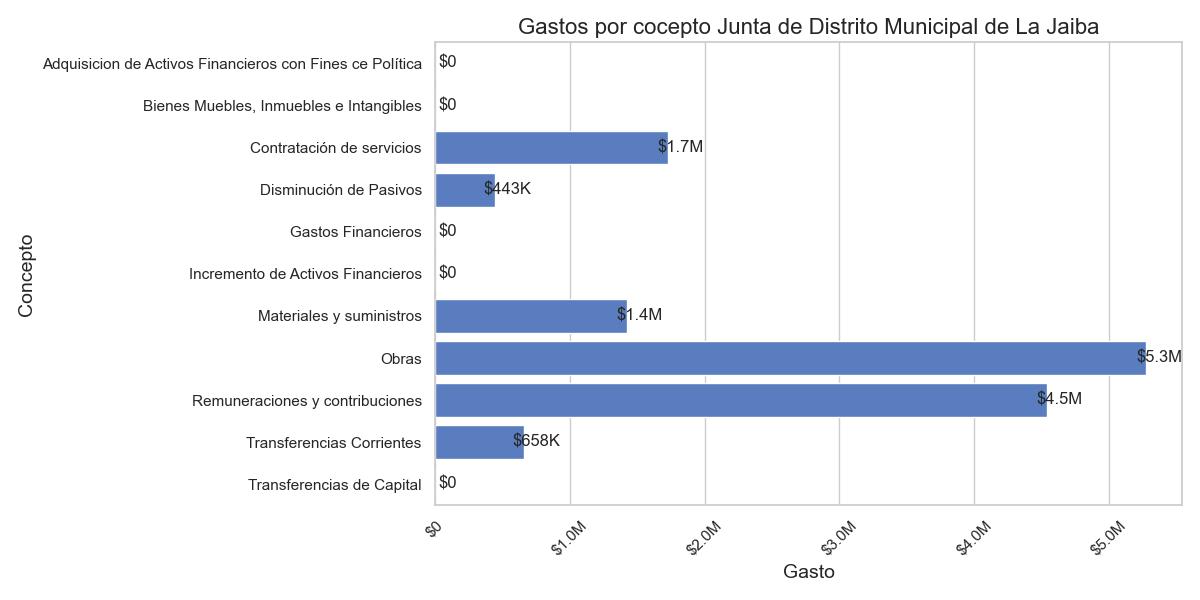 Gastos por cocepto Junta de Distrito Municipal de La Jaiba
Concepto
Adquisicion de Activos Financieros con Fines ce Política $0
Bienes Muebles, Inmuebles e Intangibles $0
Contratación de servicios $1.7M
Disminución de Pasivos $443K
Gastos Financieros $0
Incremento de Activos Financieros $0
Materiales y suministros $1.4M
Obras $5.3M
Remuneraciones y contribuciones $4.5M
Transferencias Corrientes $658K
Transferencias de Capital $0
$0 $1.0M $2.0M $3.0M $4.0M $5.0M
Gasto